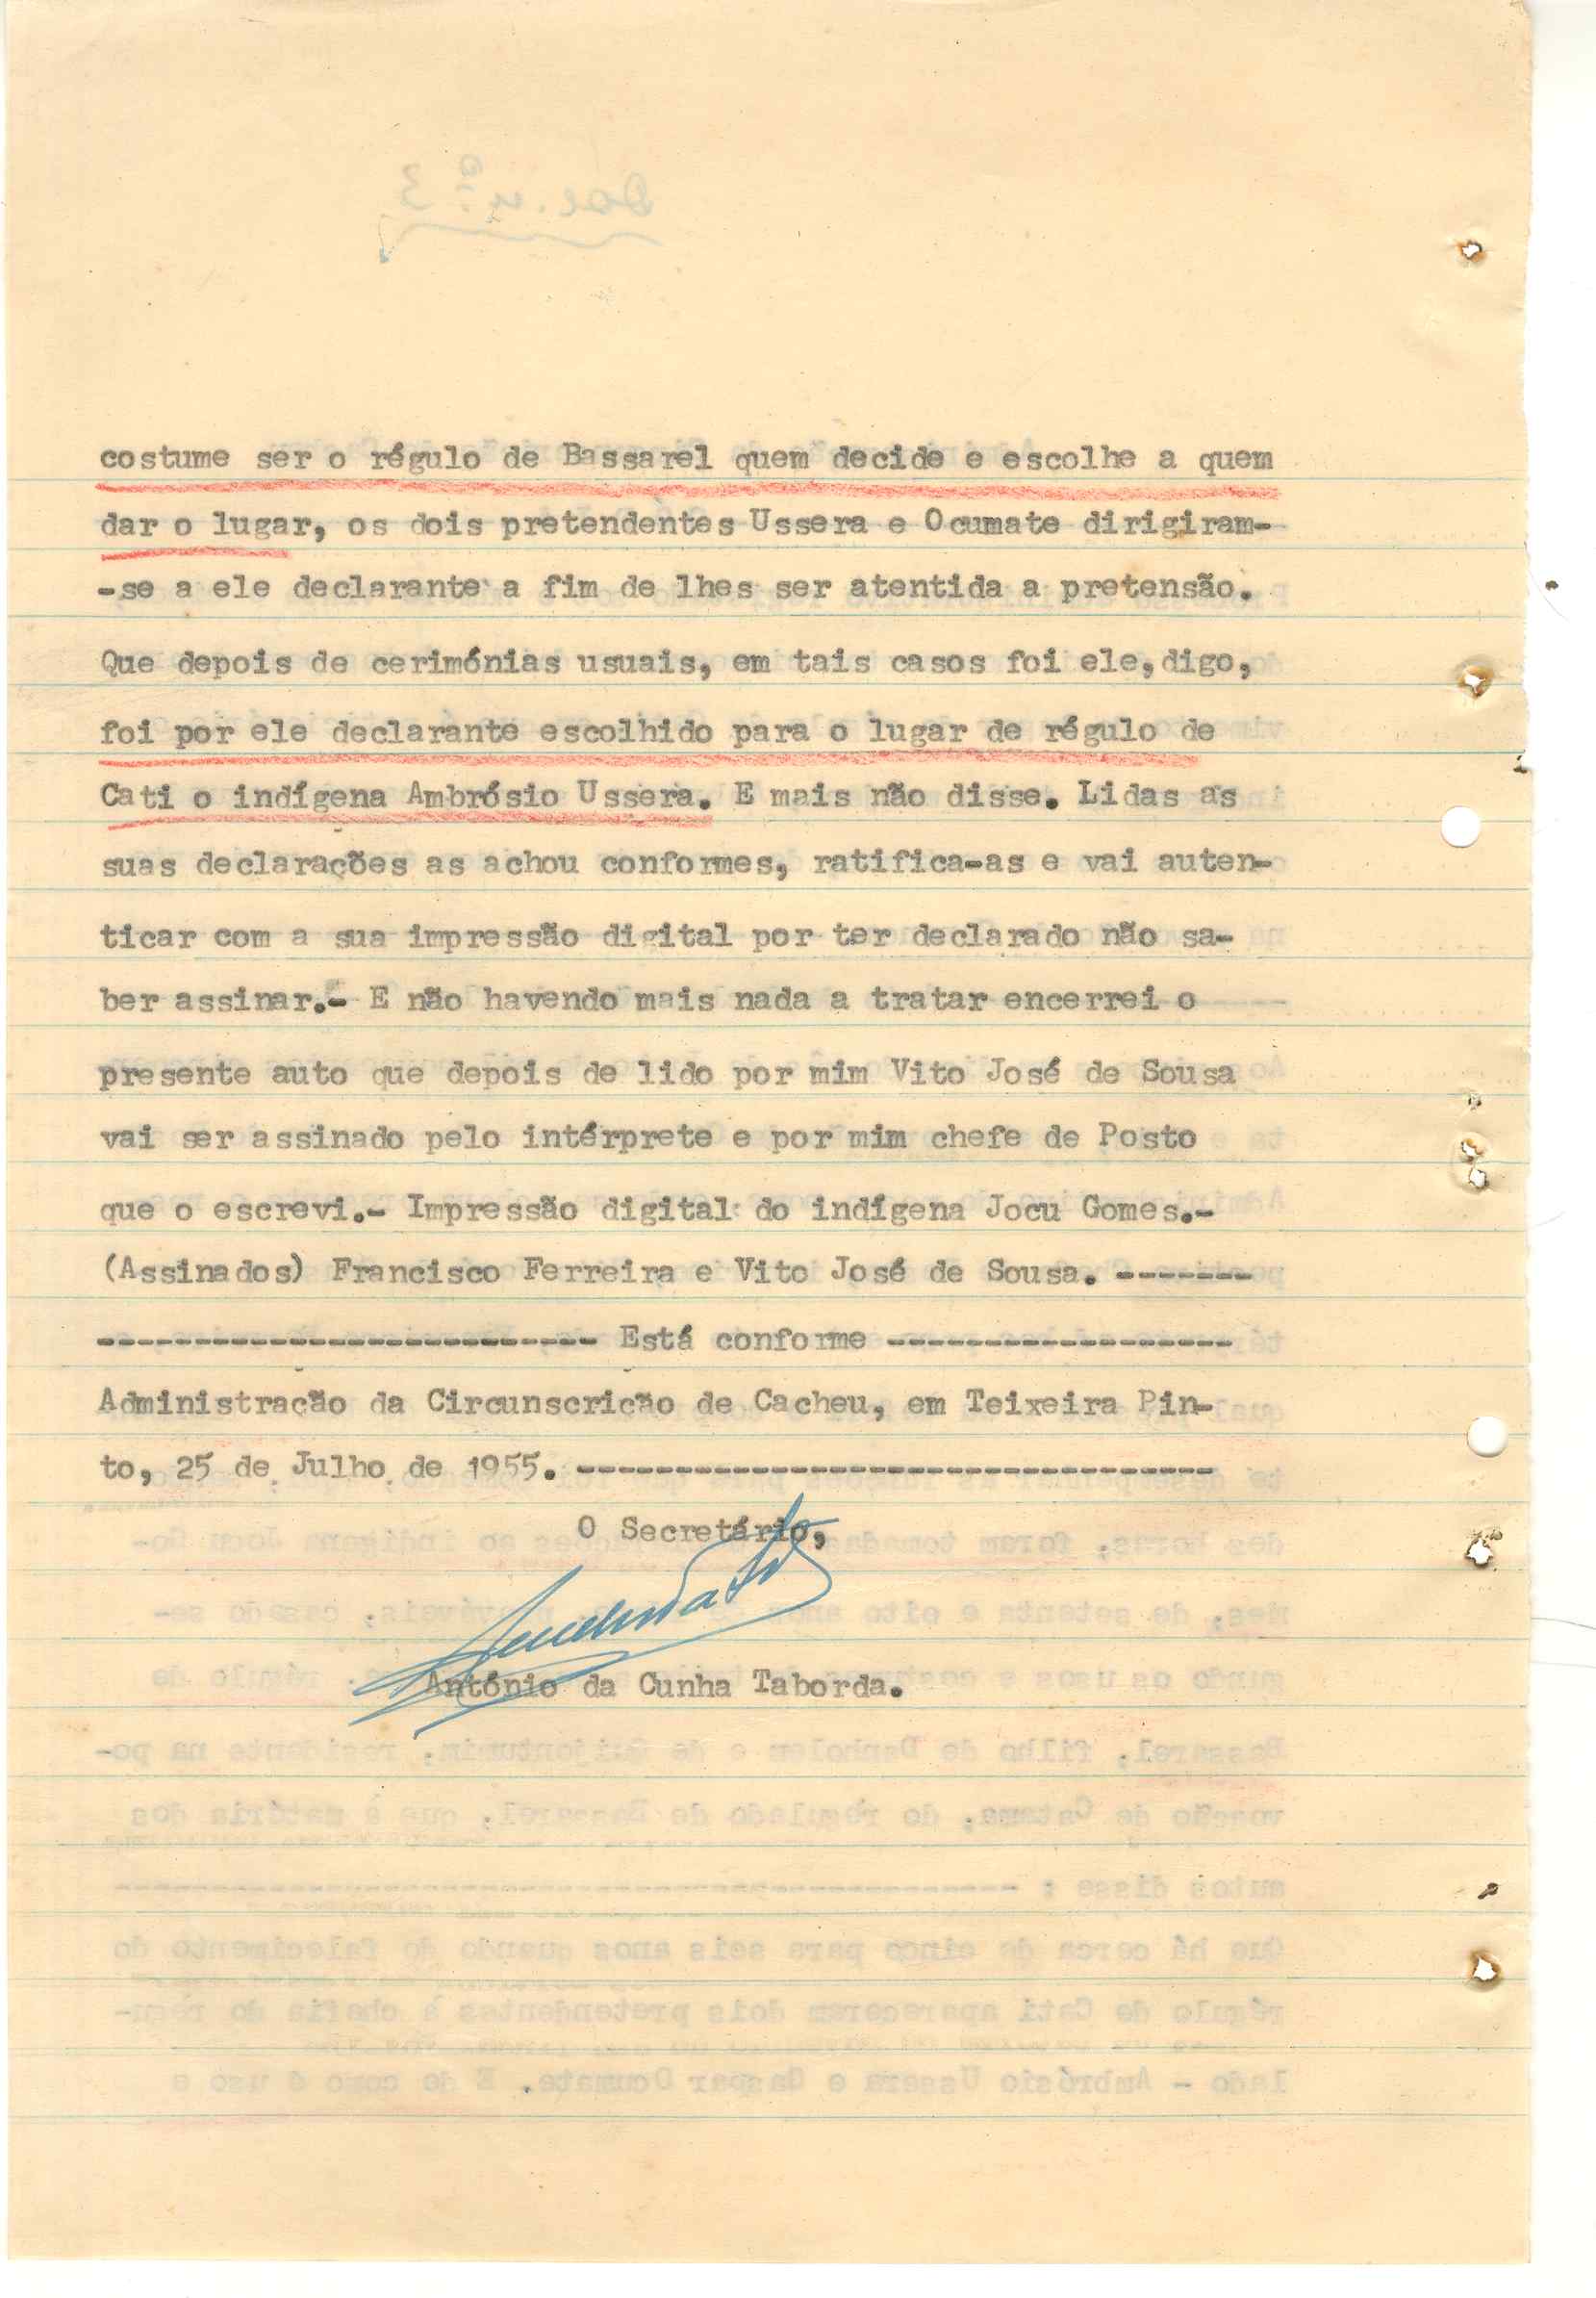 costume ser o régulo de Bassarel quem decide e escolhe a quem
dar o lugar, os dois pretendentes Ussera e Ocumate dirigiram-
-se a ele declarante a fim de lhes ser atentida a pretensão.
Que depois de cerimónias usuais, em tais casos foi ele, digo,
foi por ele declarante escolhido para o lugar de régulo de
Cati o indígena Ambrósio Ussera. E mais não disse. Lidas as
suas declarações as achou conformes, ratifica-as e vai auten-
ticar com a sua impressão digital por ter declarado não sa-
ber assinar.- E não havendo mais nada a tratar encerrei o
presente auto que depois de lido por mim Vito José de Sousa
vai ser assinado pelo intérprete e por mim chefe de Posto
que o escrevi.- Impressão digital do indígena Jocu Gomes.-
(Assinados) Francisco Ferreira e Vito José de Sousa. -------
-------------------------- Está conforme ------------------
Administração da Circunscrição de Cacheu, em Teixeira Pin-
to, 25 de Julho de 1955. ---------------------------------
O Secretário,
António da Cunha Taborda.